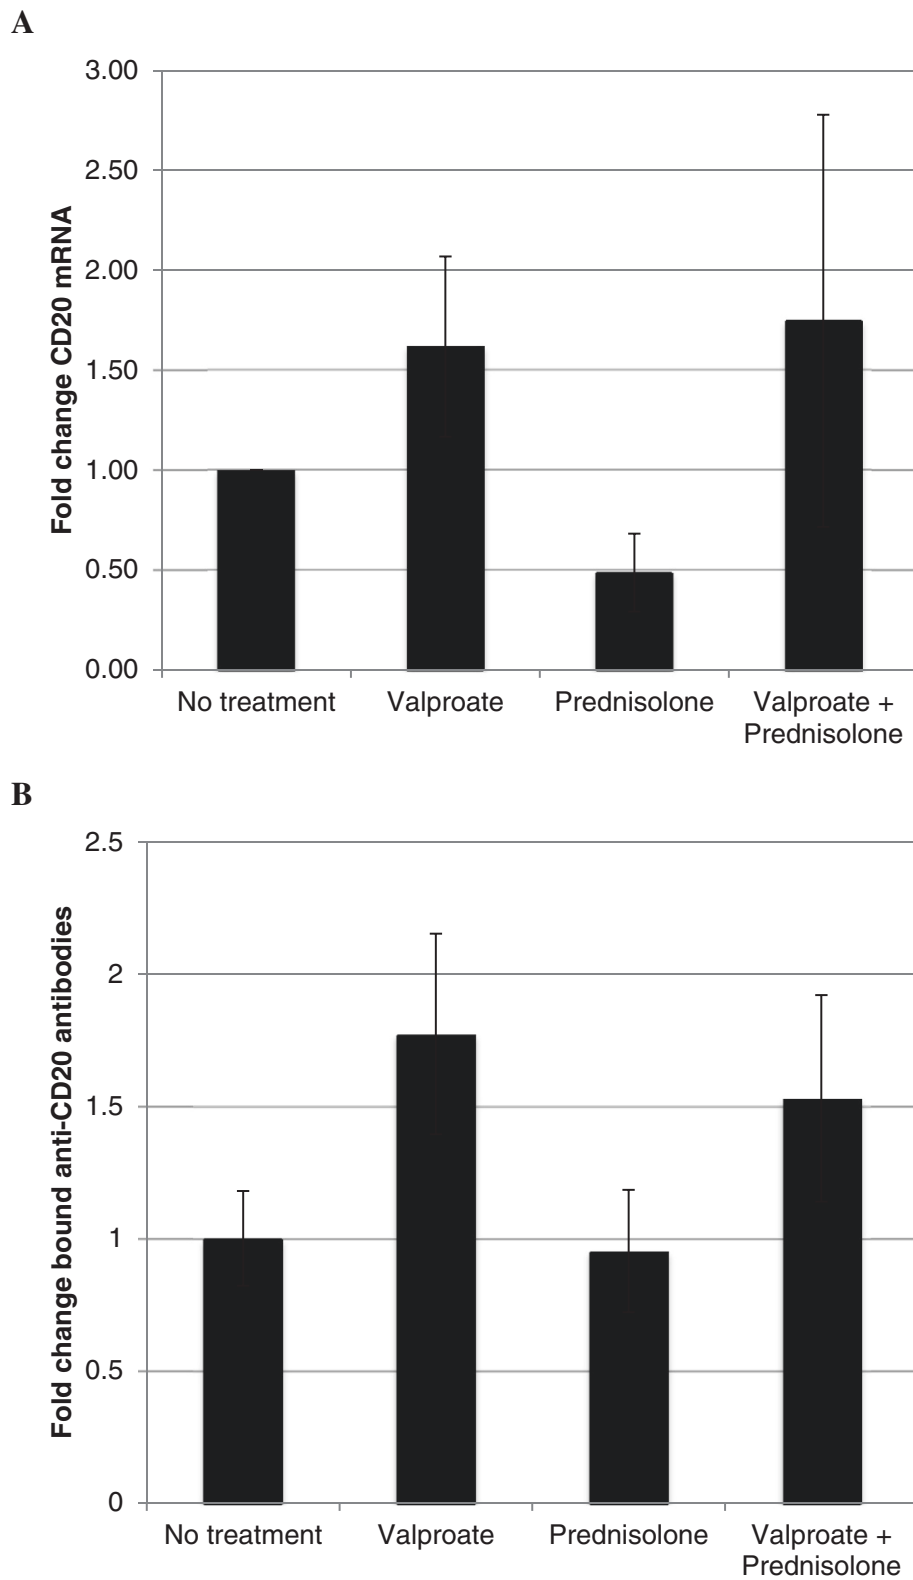 A
Fold change CD20 mRNA
3.00
2.50
2.00
1.50
1.00
0.50
0.00
No treatment
Valproate
Prednisolone
Valproate +
Prednisolone
B
Fold change bound anti-CD20 antibodies
2.5
2
1.5
1
0.5
0
No treatment
Valproate
Prednisolone
Valproate +
Prednisolone